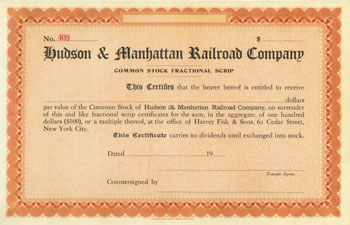 No. 409 $
Hudson & Manhattan Railroad Company
COMMON STOCK FRACTIONAL SCRIP
This Certifies that the bearer hereof is entitled to receive
dollars
par value of the Common Stock of Hudson & Manhattan Railroad Company, on surrender
of this and like fractional scrip certificates for the sum, in the aggregate, of one hundred
dollars ($100), or a multiple thereof, at the office of Harvey Fisk & Sons, 62 Cedar Street,
New York City.
This Certificate carries no dividends until exchanged into stock.
Dated 19
Transfer Agent.
Countersigned by